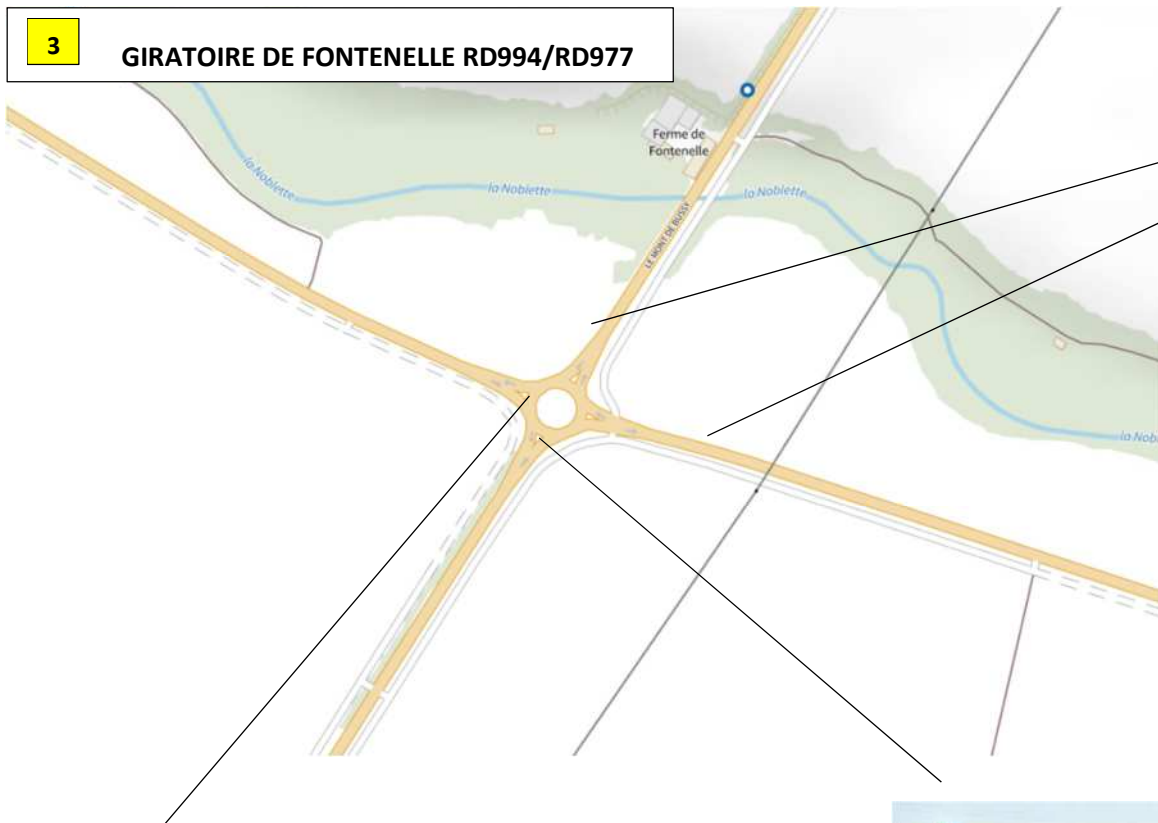 3
GIRATOIRE DE FONTENELLE RD994/RD977
Ferme de
Fontenelle
la Noblette
la Noblette
la Noblette
LE MONT DE BUSSY
la Nobl